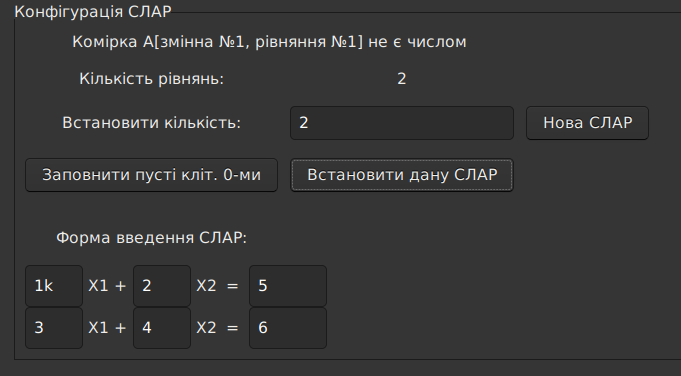 Конфігурація СЛАР
Комірка A[змінна №1, рівняння №1] не є числом
Кількість рівнянь: 2
Встановити кількість: 2 Нова СЛАР
Заповнити пусті кліт. 0-ми Встановити дану СЛАР
Форма введення СЛАР:
1k X1 + 2 X2 = 5
3 X1 + 4 X2 = 6